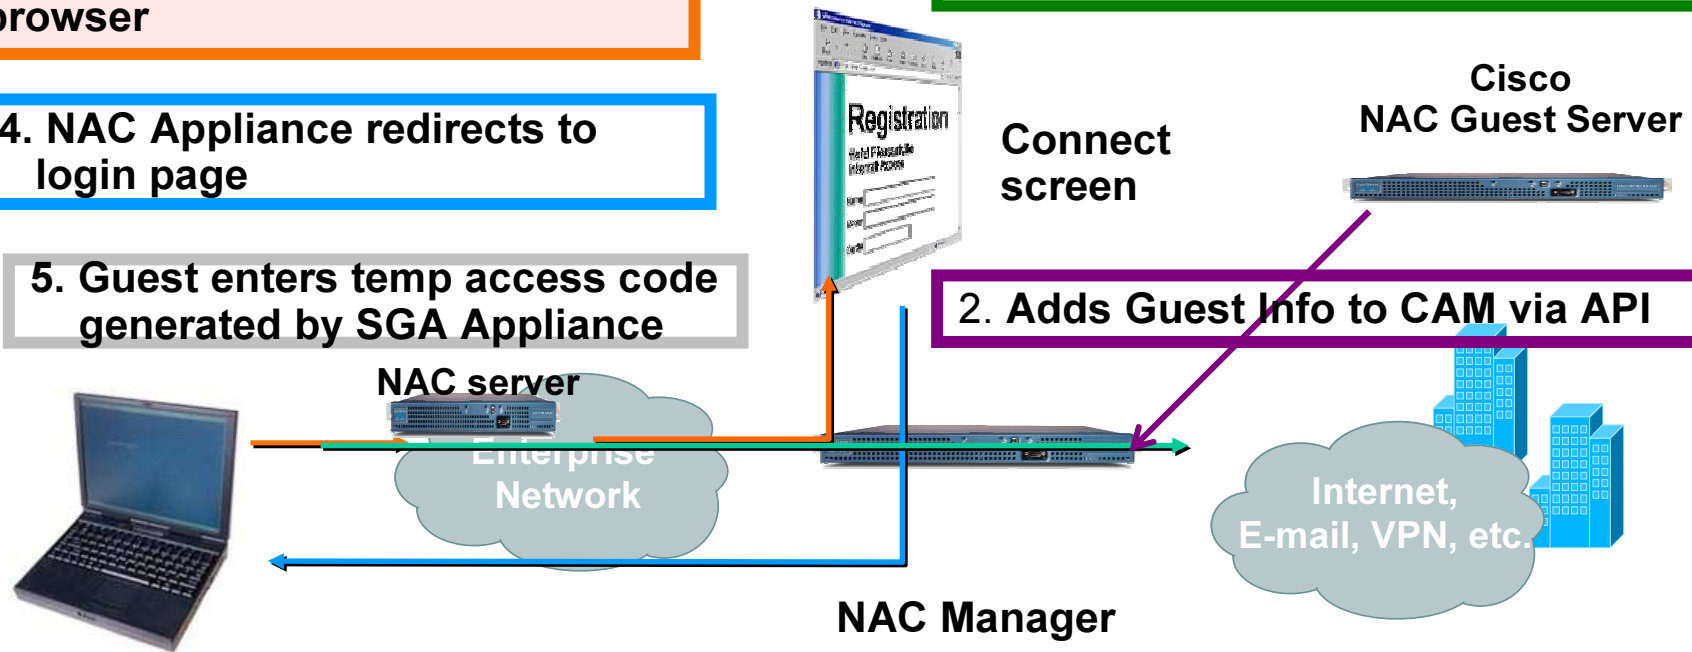 browser
4. NAC Appliance redirects to
login page
5. Guest enters temp access code
generated by SGA Appliance
Registration
Connect
screen
Cisco
NAC Guest Server
2. Adds Guest Info to CAM via API
NAC server
Enterprise
Network
Internet,
E-mail, VPN, etc.
NAC Manager